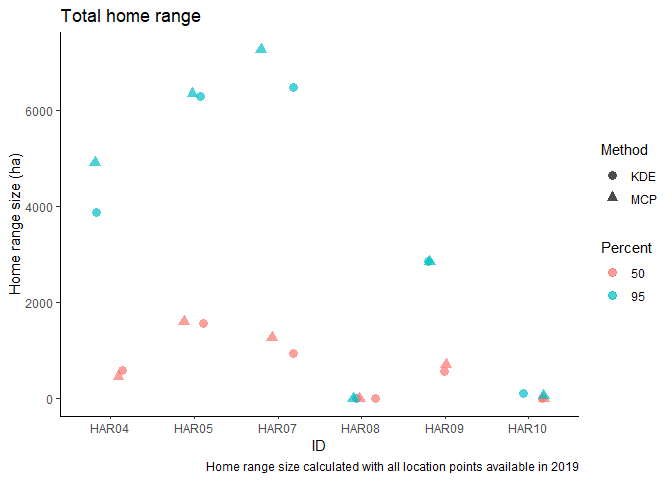 Total home range
Home range size (ha)
6000
4000
2000
0
HAR04 HAR05 HAR07 HAR08 HAR09 HAR10
ID
Home range size calculated with all location points available in 2019
Method
KDE
MCP
Percent
50
95